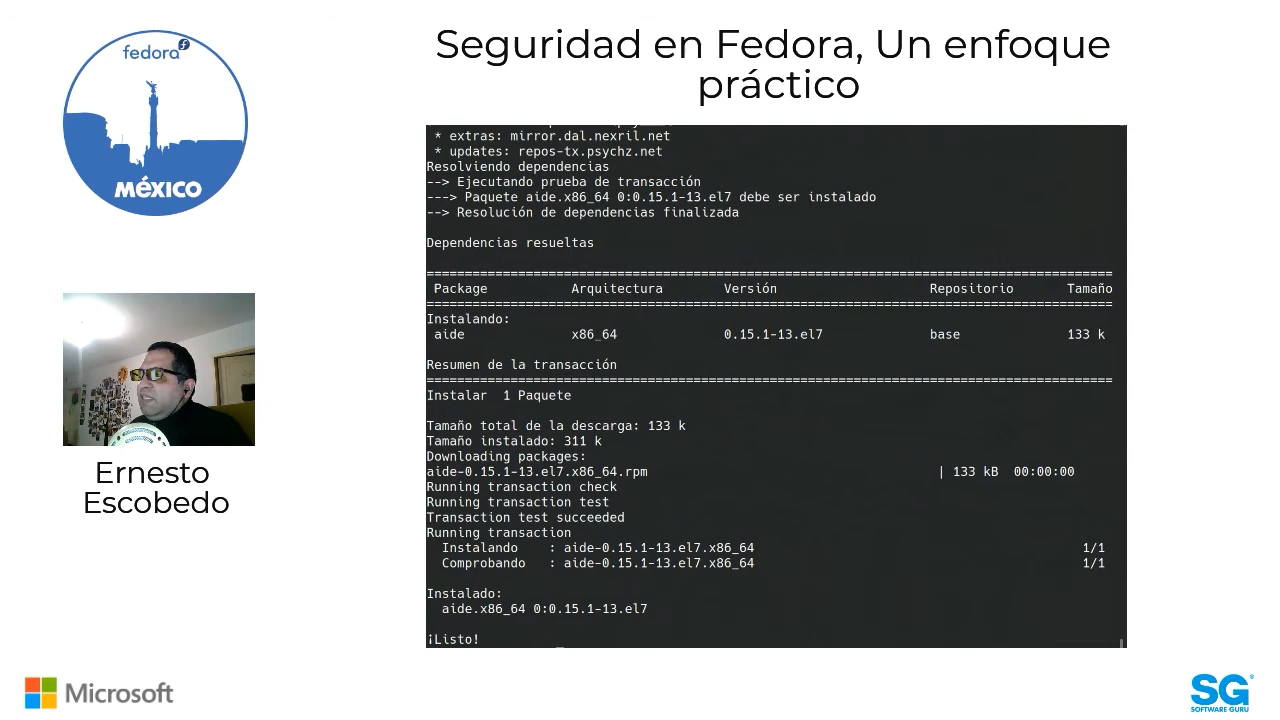 fedora
MéXICO
Seguridad en Fedora, Un enfoque
práctico
* extras: mirror.dal.nexril.net
* updates: repos-tx.psychz.net
Resolviendo dependencias
--> Ejecutando prueba de transacción
---> Paquete aide.x86_64 0:0.15.1-13.el7 debe ser instalado
--> Resolución de dependencias finalizada
Dependencias resueltas
================================================================================
Package Arquitectura Versión Repositorio Tamaño
================================================================================
Instalando:
aide x86_64 0.15.1-13.el7 base 133 k
Resumen de la transacción
================================================================================
Instalar 1 Paquete
Tamaño total de la descarga: 133 k
Tamaño instalado: 311 k
Downloading packages:
aide-0.15.1-13.el7.x86_64.rpm | 133 kB 00:00:00
Running transaction check
Running transaction test
Transaction test succeeded
Running transaction
Instalando : aide-0.15.1-13.el7.x86_64 1/1
Comprobando : aide-0.15.1-13.el7.x86_64 1/1
Instalado:
aide.x86_64 0:0.15.1-13.el7
¡Listo!
Ernesto
Escobedo
Microsoft
SG
SOFTWARE GURU